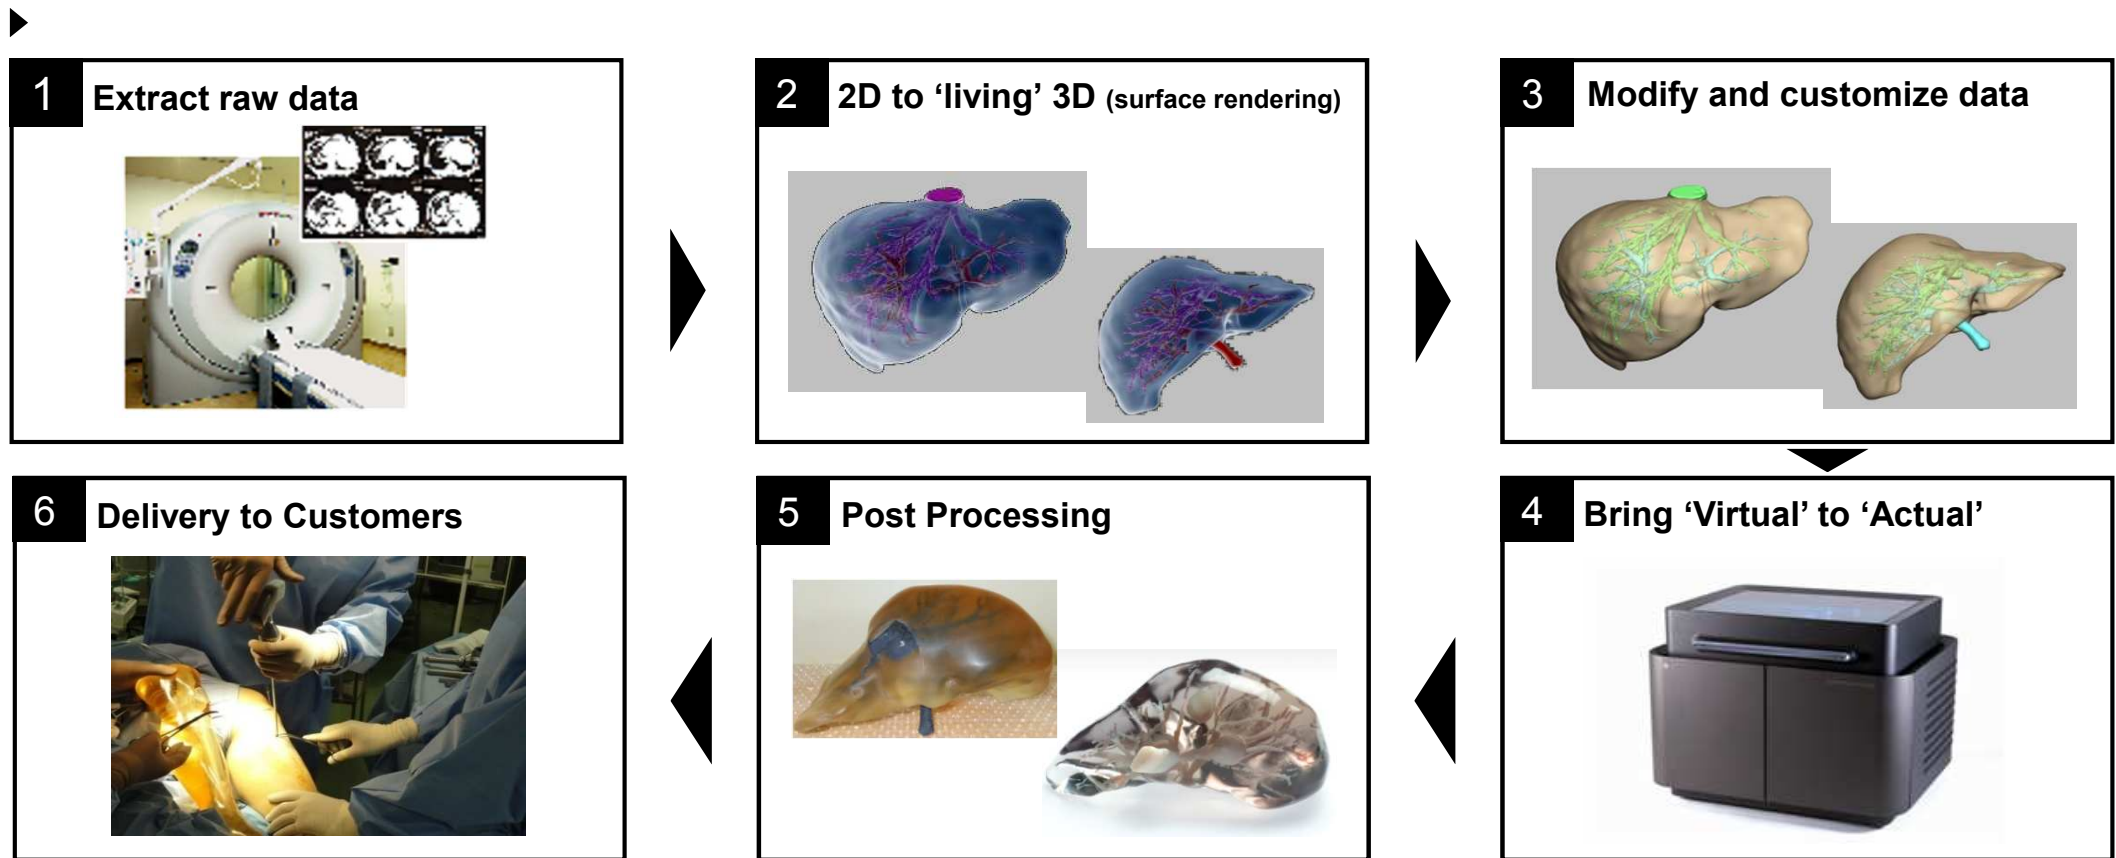 1 Extract raw data
2 2D to ‘living’ 3D (surface rendering)
3 Modify and customize data
6 Delivery to Customers
5 Post Processing
4 Bring ‘Virtual’ to ‘Actual’